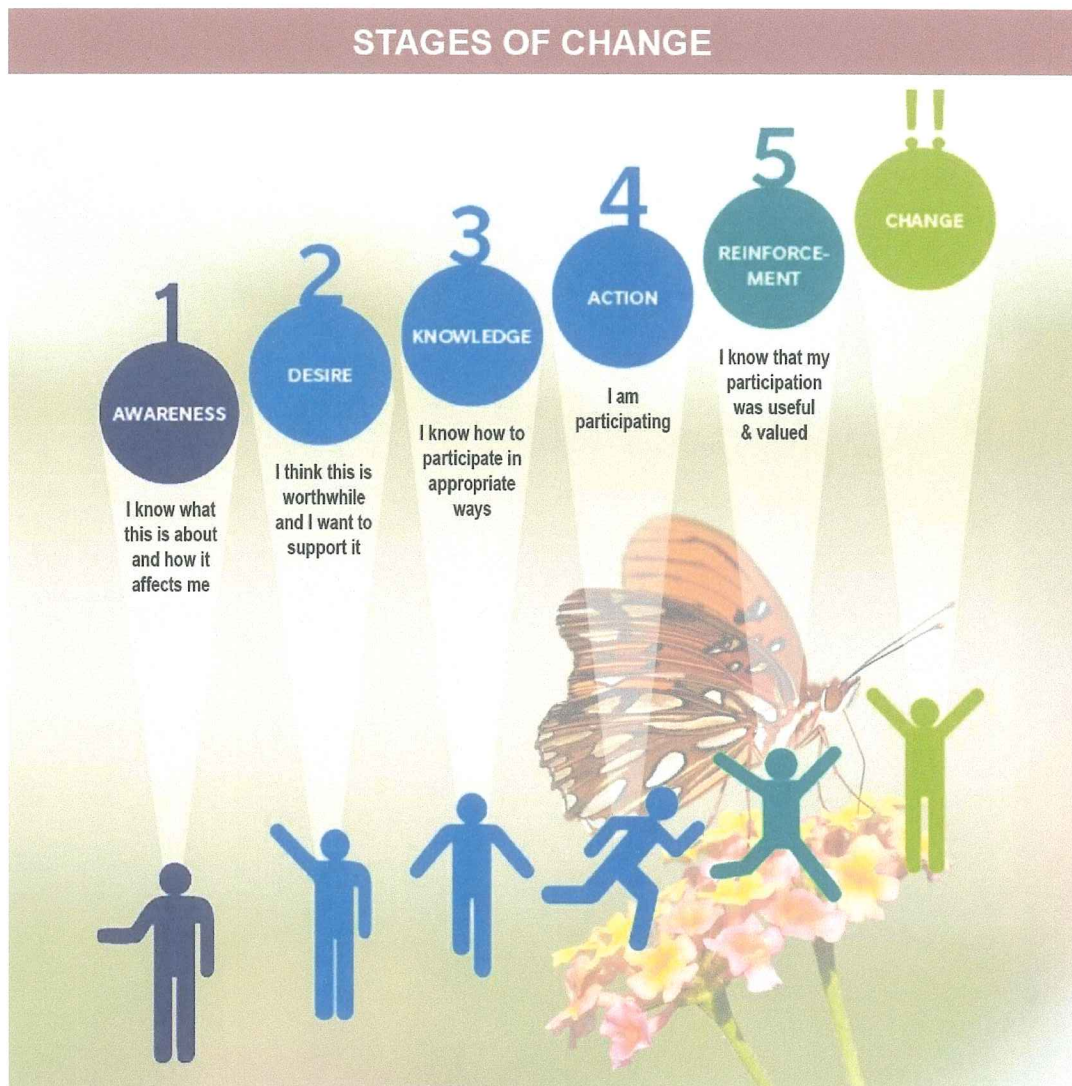 STAGES OF CHANGE
1
AWARENESS
I know what
this is about
and how it
affects me
2
DESIRE
I think this is
worthwhile
and I want to
support it
3
KNOWLEDGE
I know how to
participate in
appropriate
ways
4
ACTION
I am
participating
5
REINFORCE-
MENT
I know that my
participation
was useful
& valued
!!
CHANGE